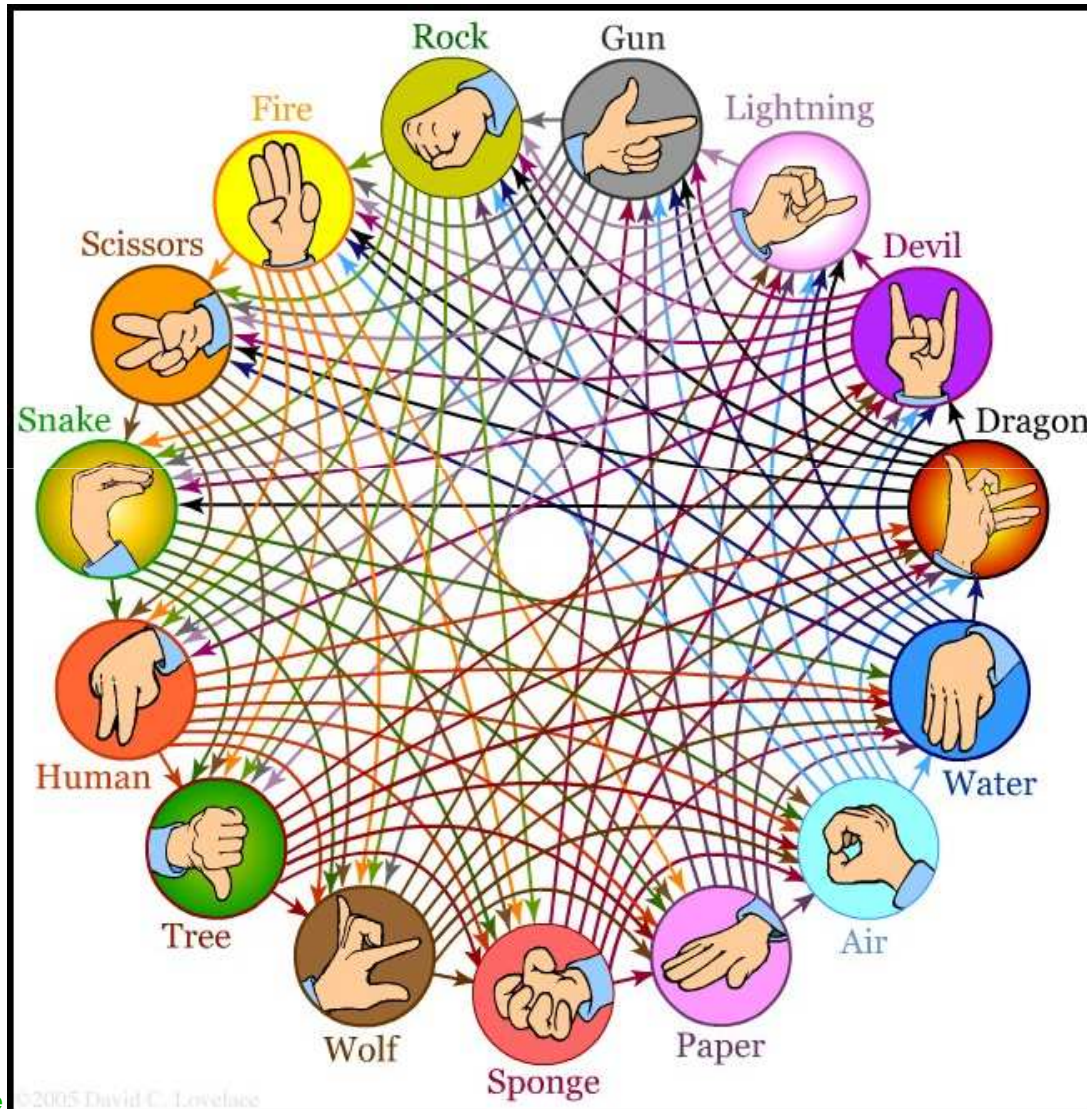 Rock
Gun
Fire
Lightning
Scissors
Devil
Snake
Dragon
Human
Water
Tree
Air
Wolf
Paper
Sponge
©2005 David C. Lovelace